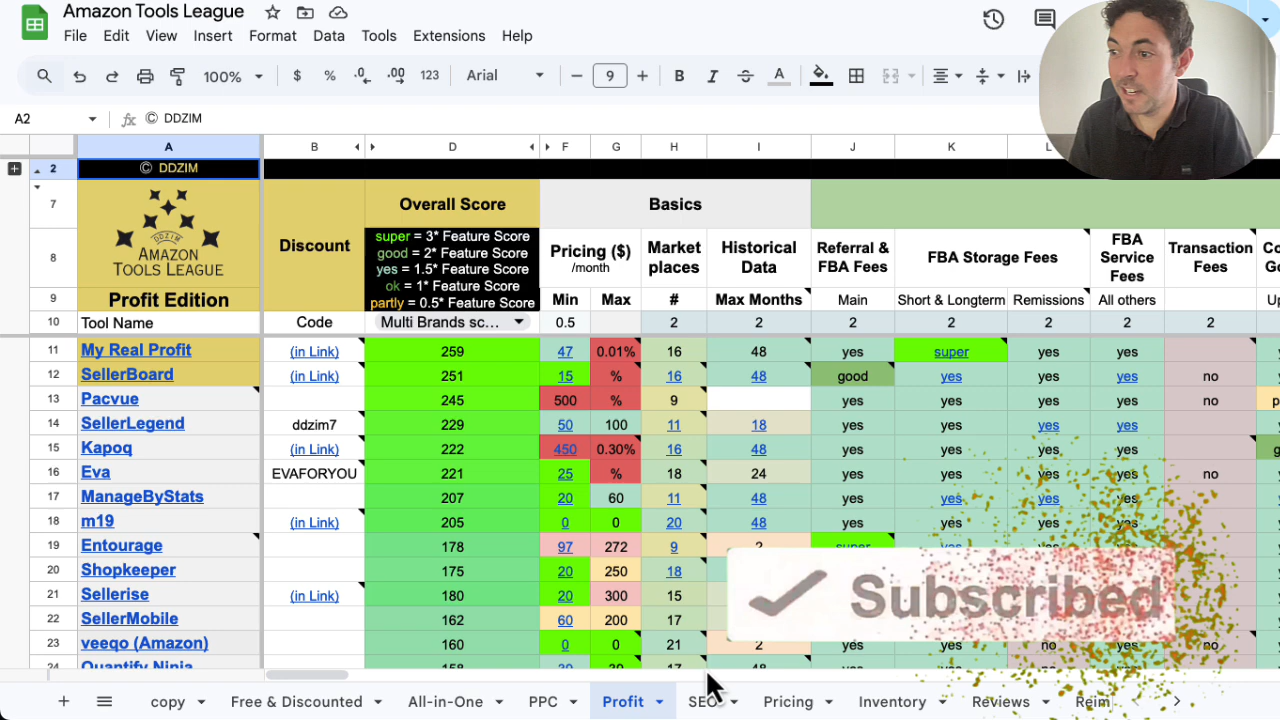 Amazon Tools League
File Edit View Insert Format Data Tools Extensions Help
100% $ % .0 .00 123 Arial 9 B I S A
A2 fx © DDZIM
A B D F G H I J K L M N
2 © DDZIM
7 Overall Score Basics
DDZIM
AMAZON
TOOLS LEAGUE
Discount
super = 3* Feature Score
good = 2* Feature Score
yes = 1.5* Feature Score
ok = 1* Feature Score
partly = 0.5* Feature Score
8 Pricing ($) /month Market places Historical Data Referral & FBA Fees FBA Storage Fees FBA Service Fees Transaction Fees
9 Profit Edition Min Max # Max Months Main Short & Longterm Remissions All others
10 Tool Name Code Multi Brands sc... 0.5 2 2 2 2 2 2 2
11 My Real Profit (in Link) 259 47 0.01% 16 48 yes super yes yes
12 SellerBoard (in Link) 251 15 % 16 48 good yes yes yes no
13 Pacvue 245 500 % 9 yes yes yes yes no
14 SellerLegend ddzim7 229 50 100 11 18 yes yes yes yes
15 Kapoq (in Link) 222 450 0.30% 16 48 yes yes yes yes
16 Eva EVAFORYOU 221 25 % 18 24 yes yes yes yes no
17 ManageByStats 207 20 60 11 48 yes yes yes yes
18 m19 (in Link) 205 0 0 20 48 yes yes yes yes
19 Entourage 178 97 272 9 2 super yes
20 Shopkeeper 175 20 250 18
21 Sellerise (in Link) 180 20 300 15
22 SellerMobile 162 60 200 17
23 veeqo (Amazon) 160 0 0 21 2 yes yes no yes no
24 Quantify Ninja 158 17 48
Subscribed
copy Free & Discounted All-in-One PPC Profit SEO Pricing Inventory Reviews Reim